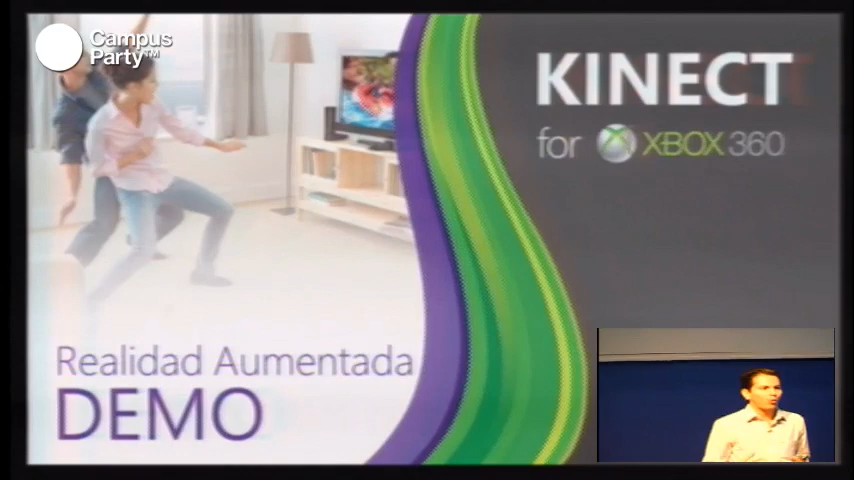 Campus
Party™
KINECT
for XBOX 360
Realidad Aumentada
DEMO